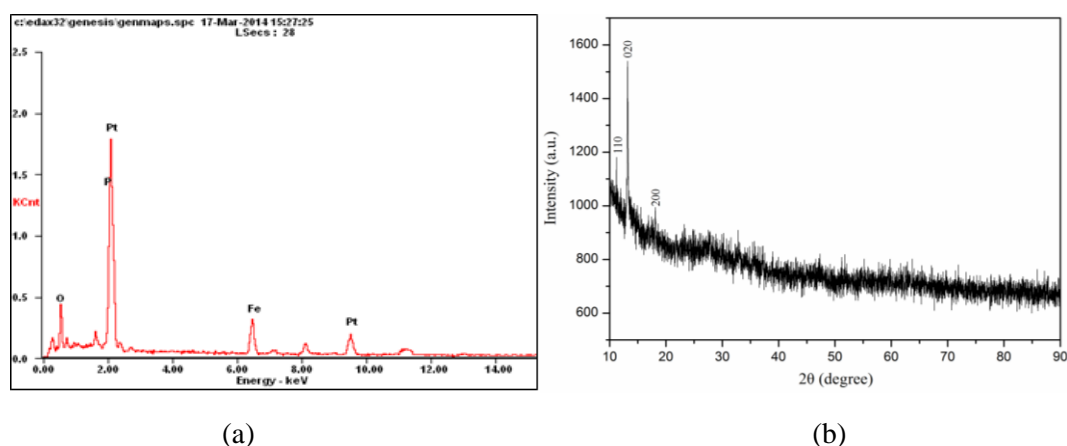 c:\edax32\genesis\genmaps.spc 17-Mar-2014 15:27:25
LSecs : 28
2.5
2.0
1.5
KCnt
1.0
0.5
0.0
Pt
P
O
Fe
Pt
0.00 2.00 4.00 6.00 8.00 10.00 12.00 14.00
Energy - keV
(a)
1600
1400
1200
1000
800
600
Intensity (a.u.)
110
020
200
10 20 30 40 50 60 70 80 90
2θ (degree)
(b)